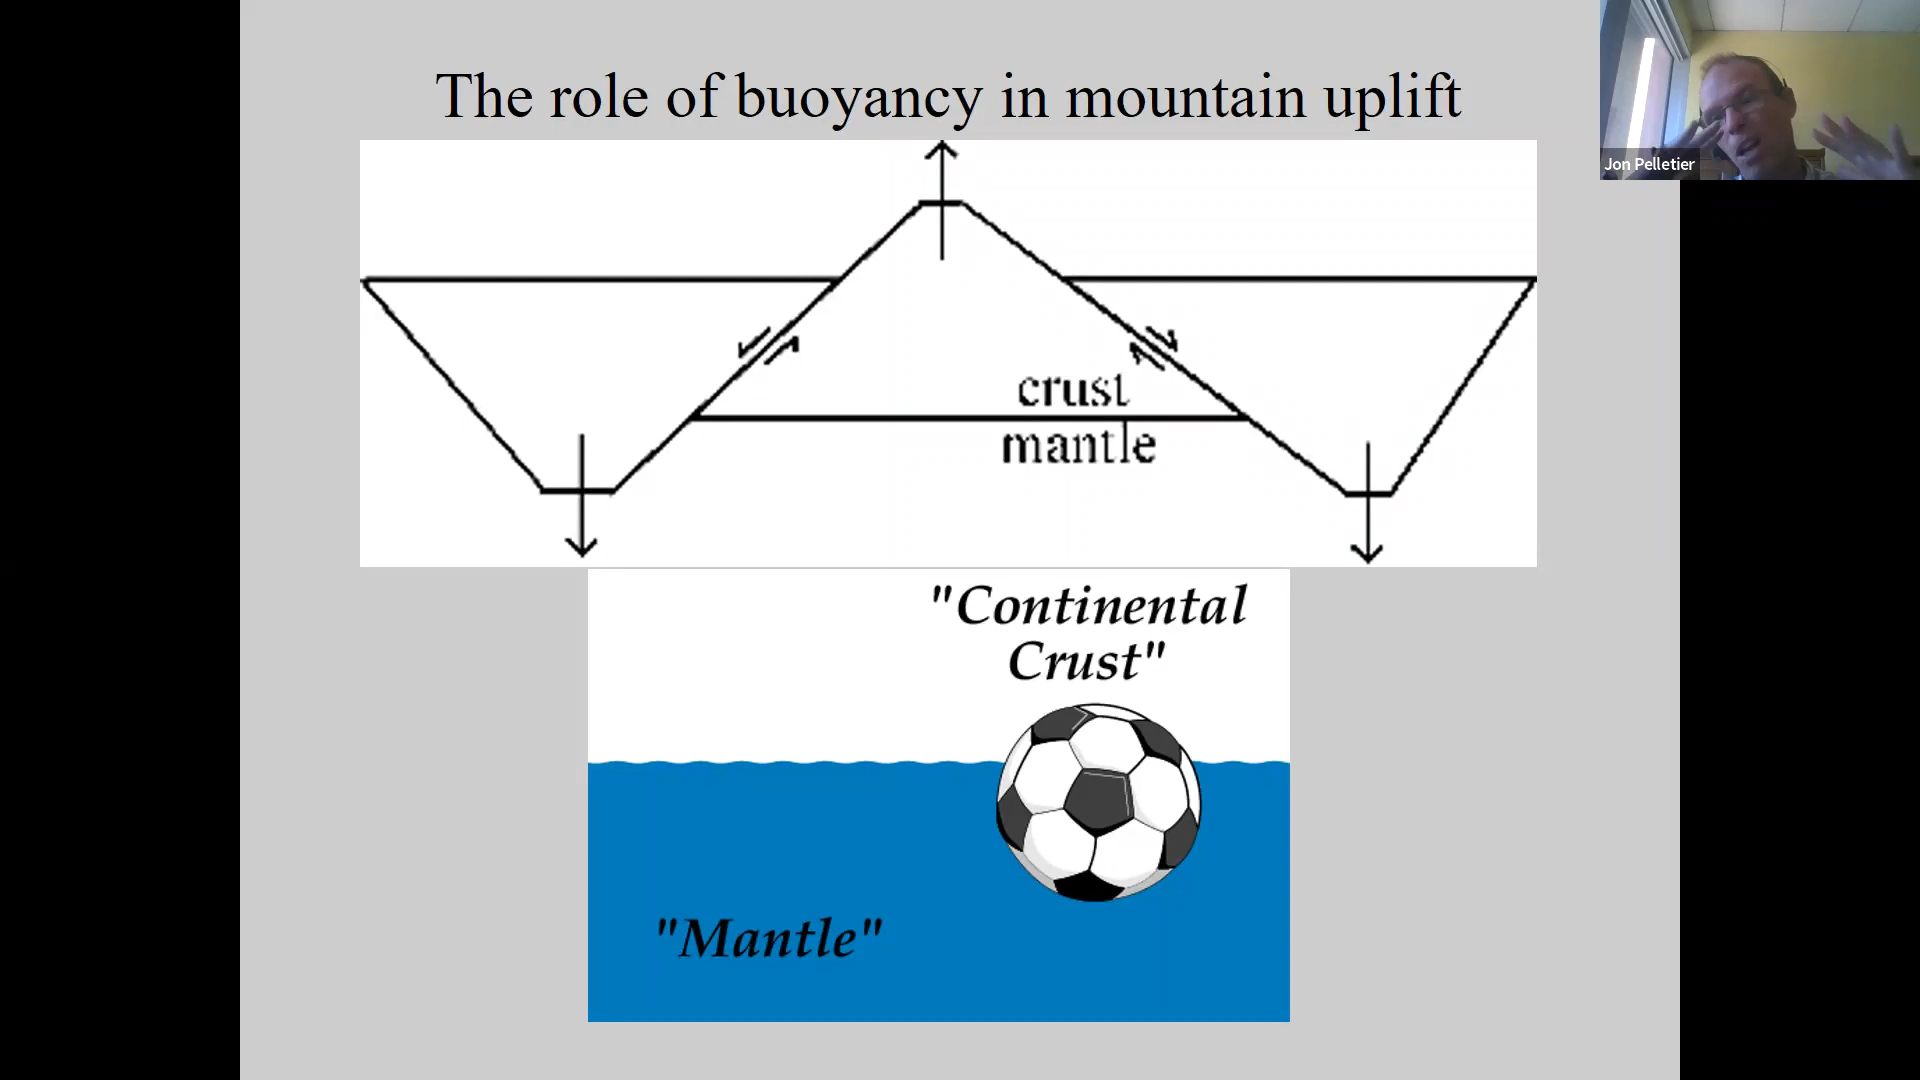 The role of buoyancy in mountain uplift
Jon Pelletier
crust
mantle
"Continental
Crust"
"Mantle"